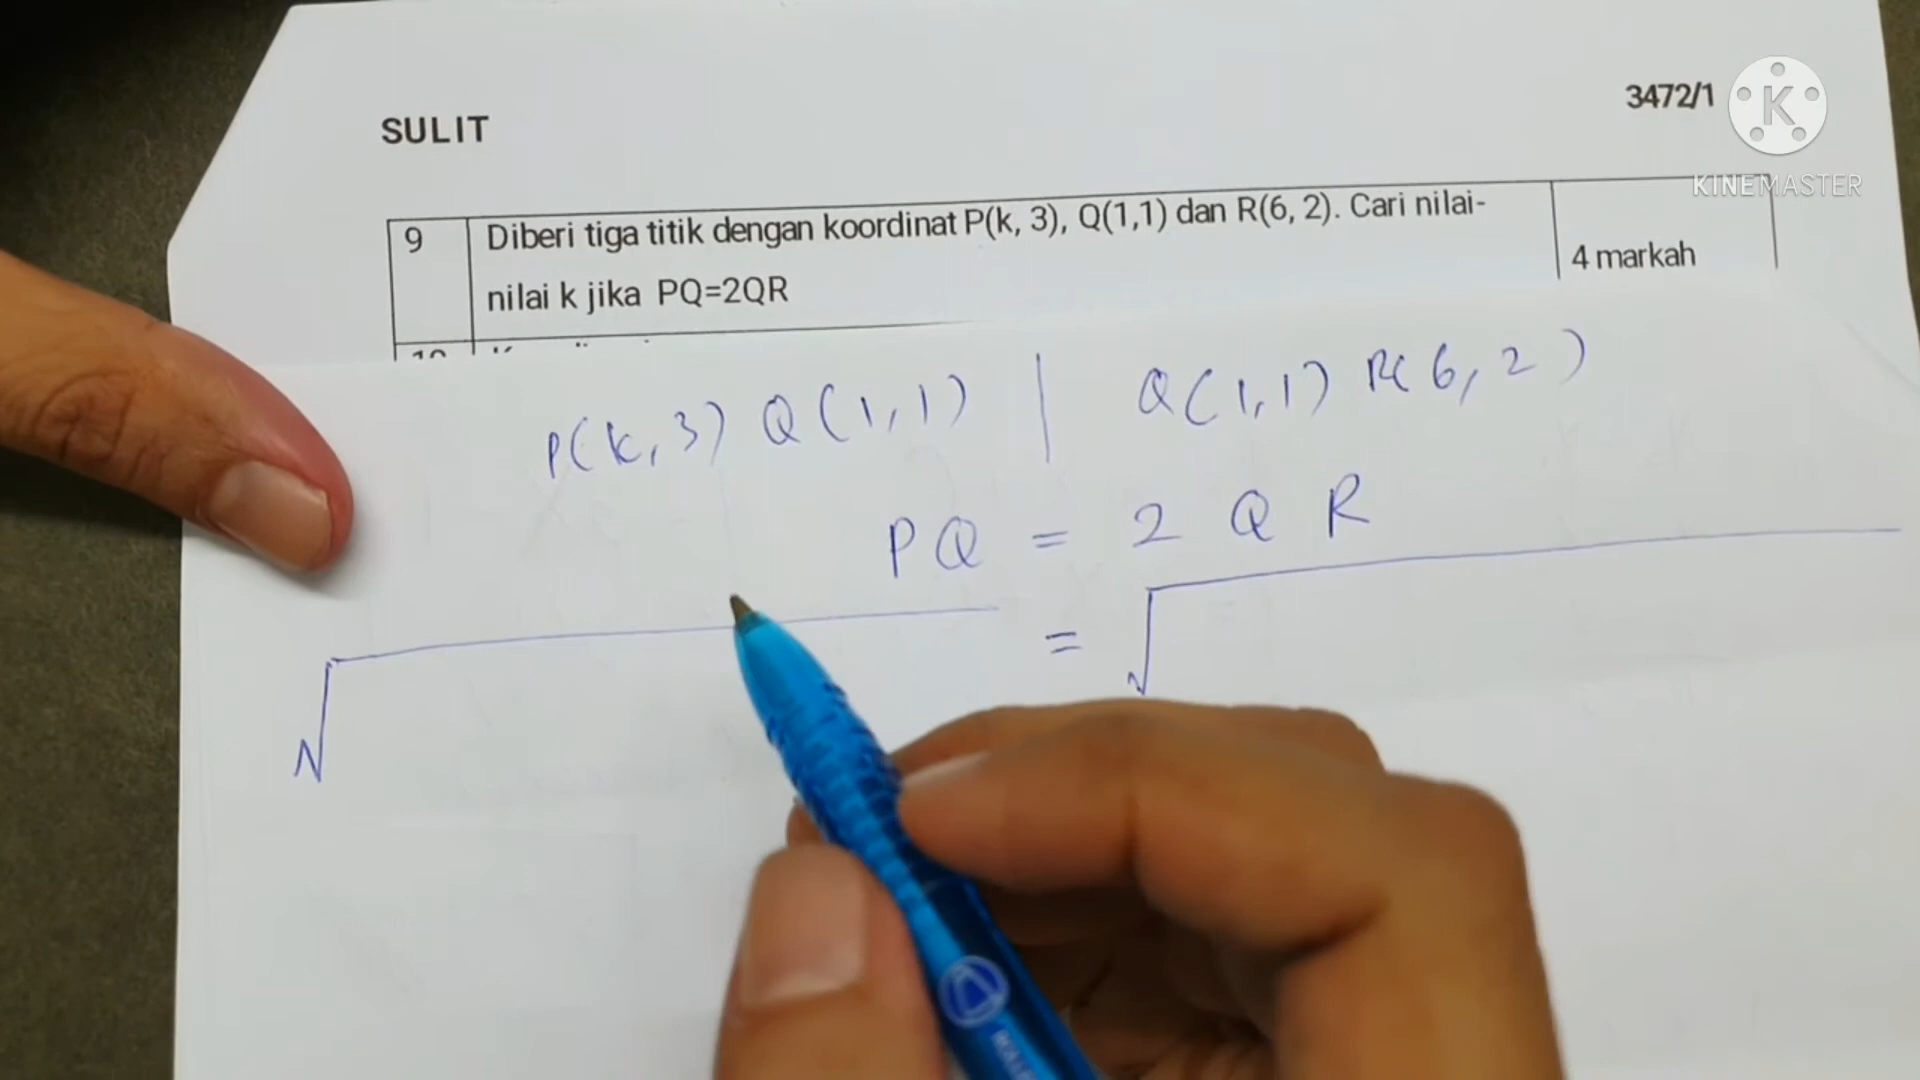 SULIT
3472/1
K
KINEMASTER
9 Diberi tiga titik dengan koordinat P(k, 3), Q(1,1) dan R(6, 2). Cari nilai-
nilai k jika PQ=2QR
4 markah
P(k, 3) Q(1, 1) | Q(1, 1) R(6, 2)
PQ = 2 Q R
√ = √